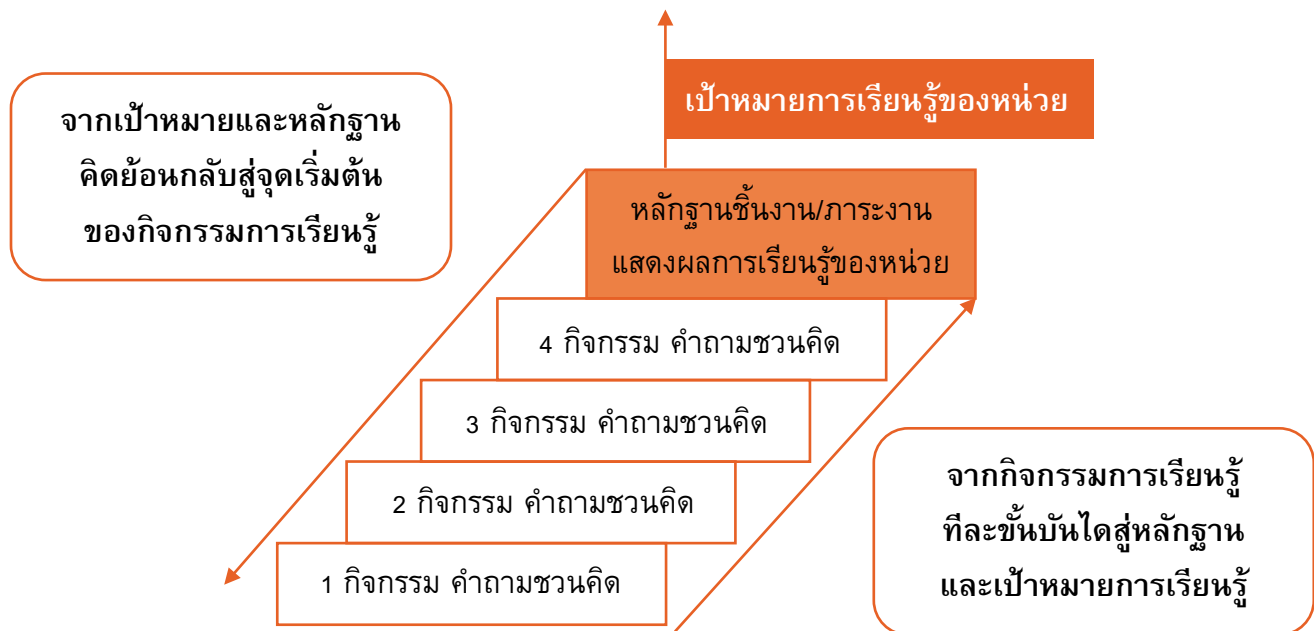 เป้าหมายการเรียนรู้ของหน่วย
จากเป้าหมายและหลักฐาน
คิดย้อนกลับสู่จุดเริ่มต้น
ของกิจกรรมการเรียนรู้
หลักฐานชิ้นงาน/ภาระงาน
แสดงผลการเรียนรู้ของหน่วย
4 กิจกรรม คำถามชวนคิด
3 กิจกรรม คำถามชวนคิด
2 กิจกรรม คำถามชวนคิด
1 กิจกรรม คำถามชวนคิด
จากกิจกรรมการเรียนรู้
ทีละขั้นบันไดสู่หลักฐาน
และเป้าหมายการเรียนรู้